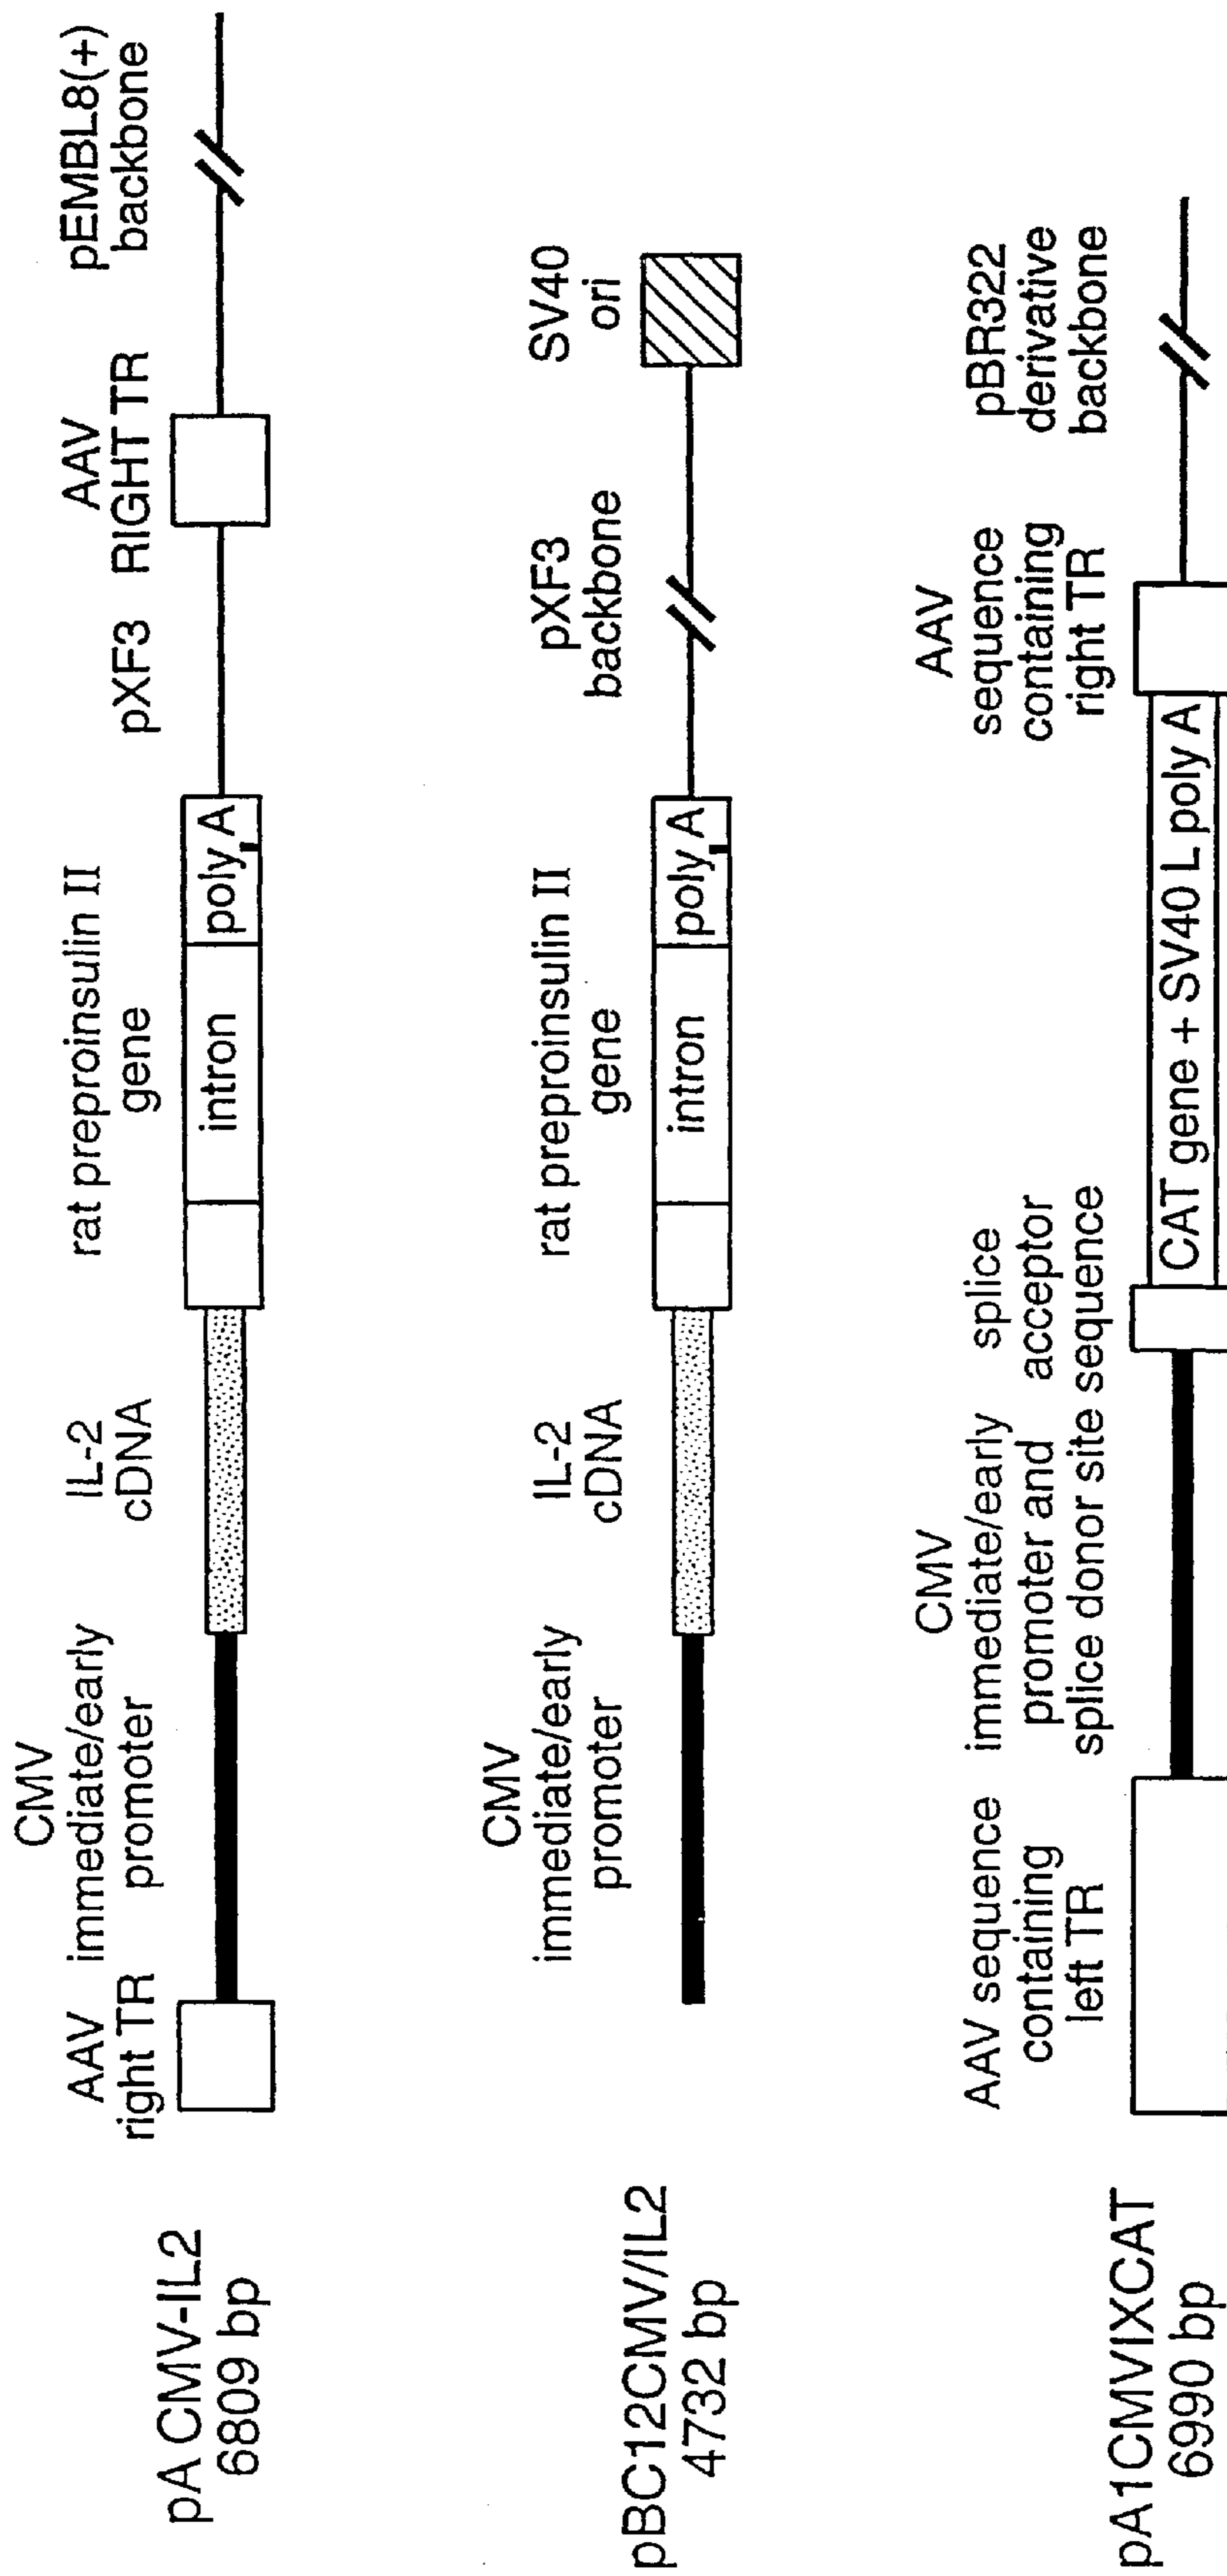 pA CMV-IL2
6809 bp
AAV
right TR
CMV
immediate/early
promoter
IL-2
cDNA
rat preproinsulin II
gene
intron
poly A
pXF3
AAV
RIGHT TR
pEMBL8(+)
backbone
pBC12CMV/IL2
4732 bp
CMV
immediate/early
promoter
IL-2
cDNA
rat preproinsulin II
gene
intron
poly A
pXF3
backbone
SV40
ori
pA1CMVIXCAT
6990 bp
AAV sequence
containing
left TR
CMV
immediate/early
promoter and
splice donor site
splice
acceptor
sequence
CAT gene + SV40 L poly A
AAV
sequence
containing
right TR
pBR322
derivative
backbone